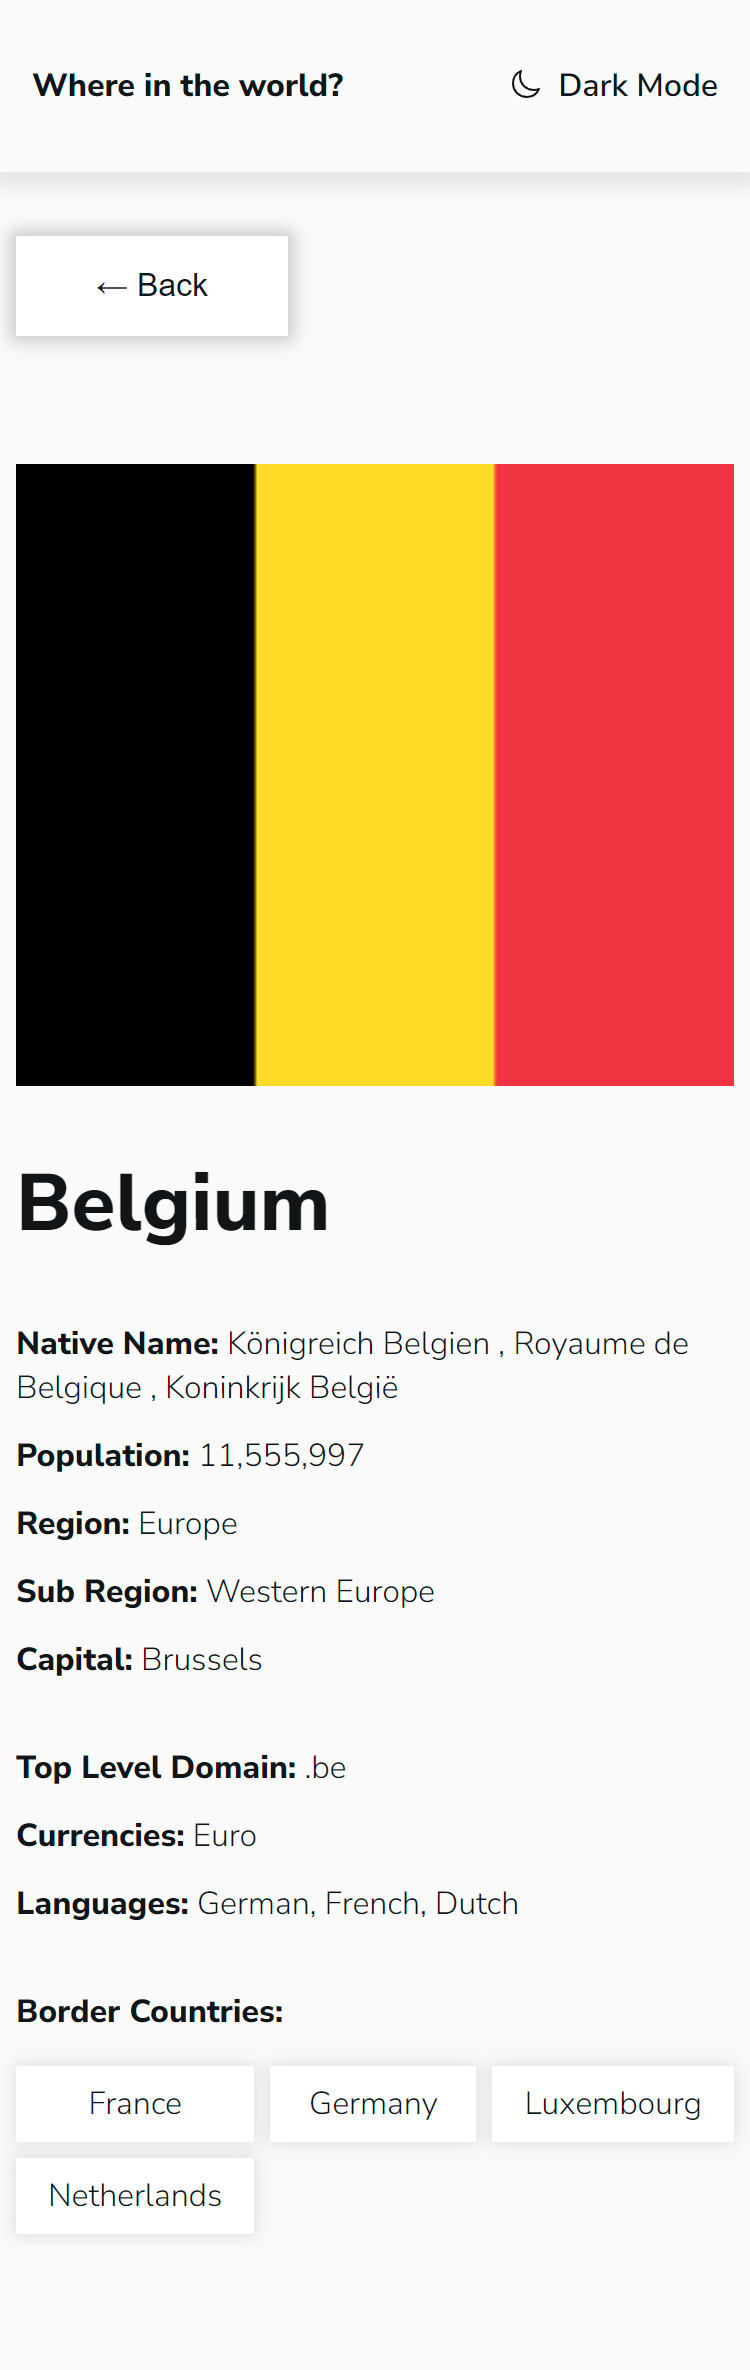 Where in the world?
Dark Mode
← Back
Belgium
Native Name: Königreich Belgien , Royaume de
Belgique , Koninkrijk België
Population: 11,555,997
Region: Europe
Sub Region: Western Europe
Capital: Brussels
Top Level Domain: .be
Currencies: Euro
Languages: German, French, Dutch
Border Countries:
France
Germany
Luxembourg
Netherlands